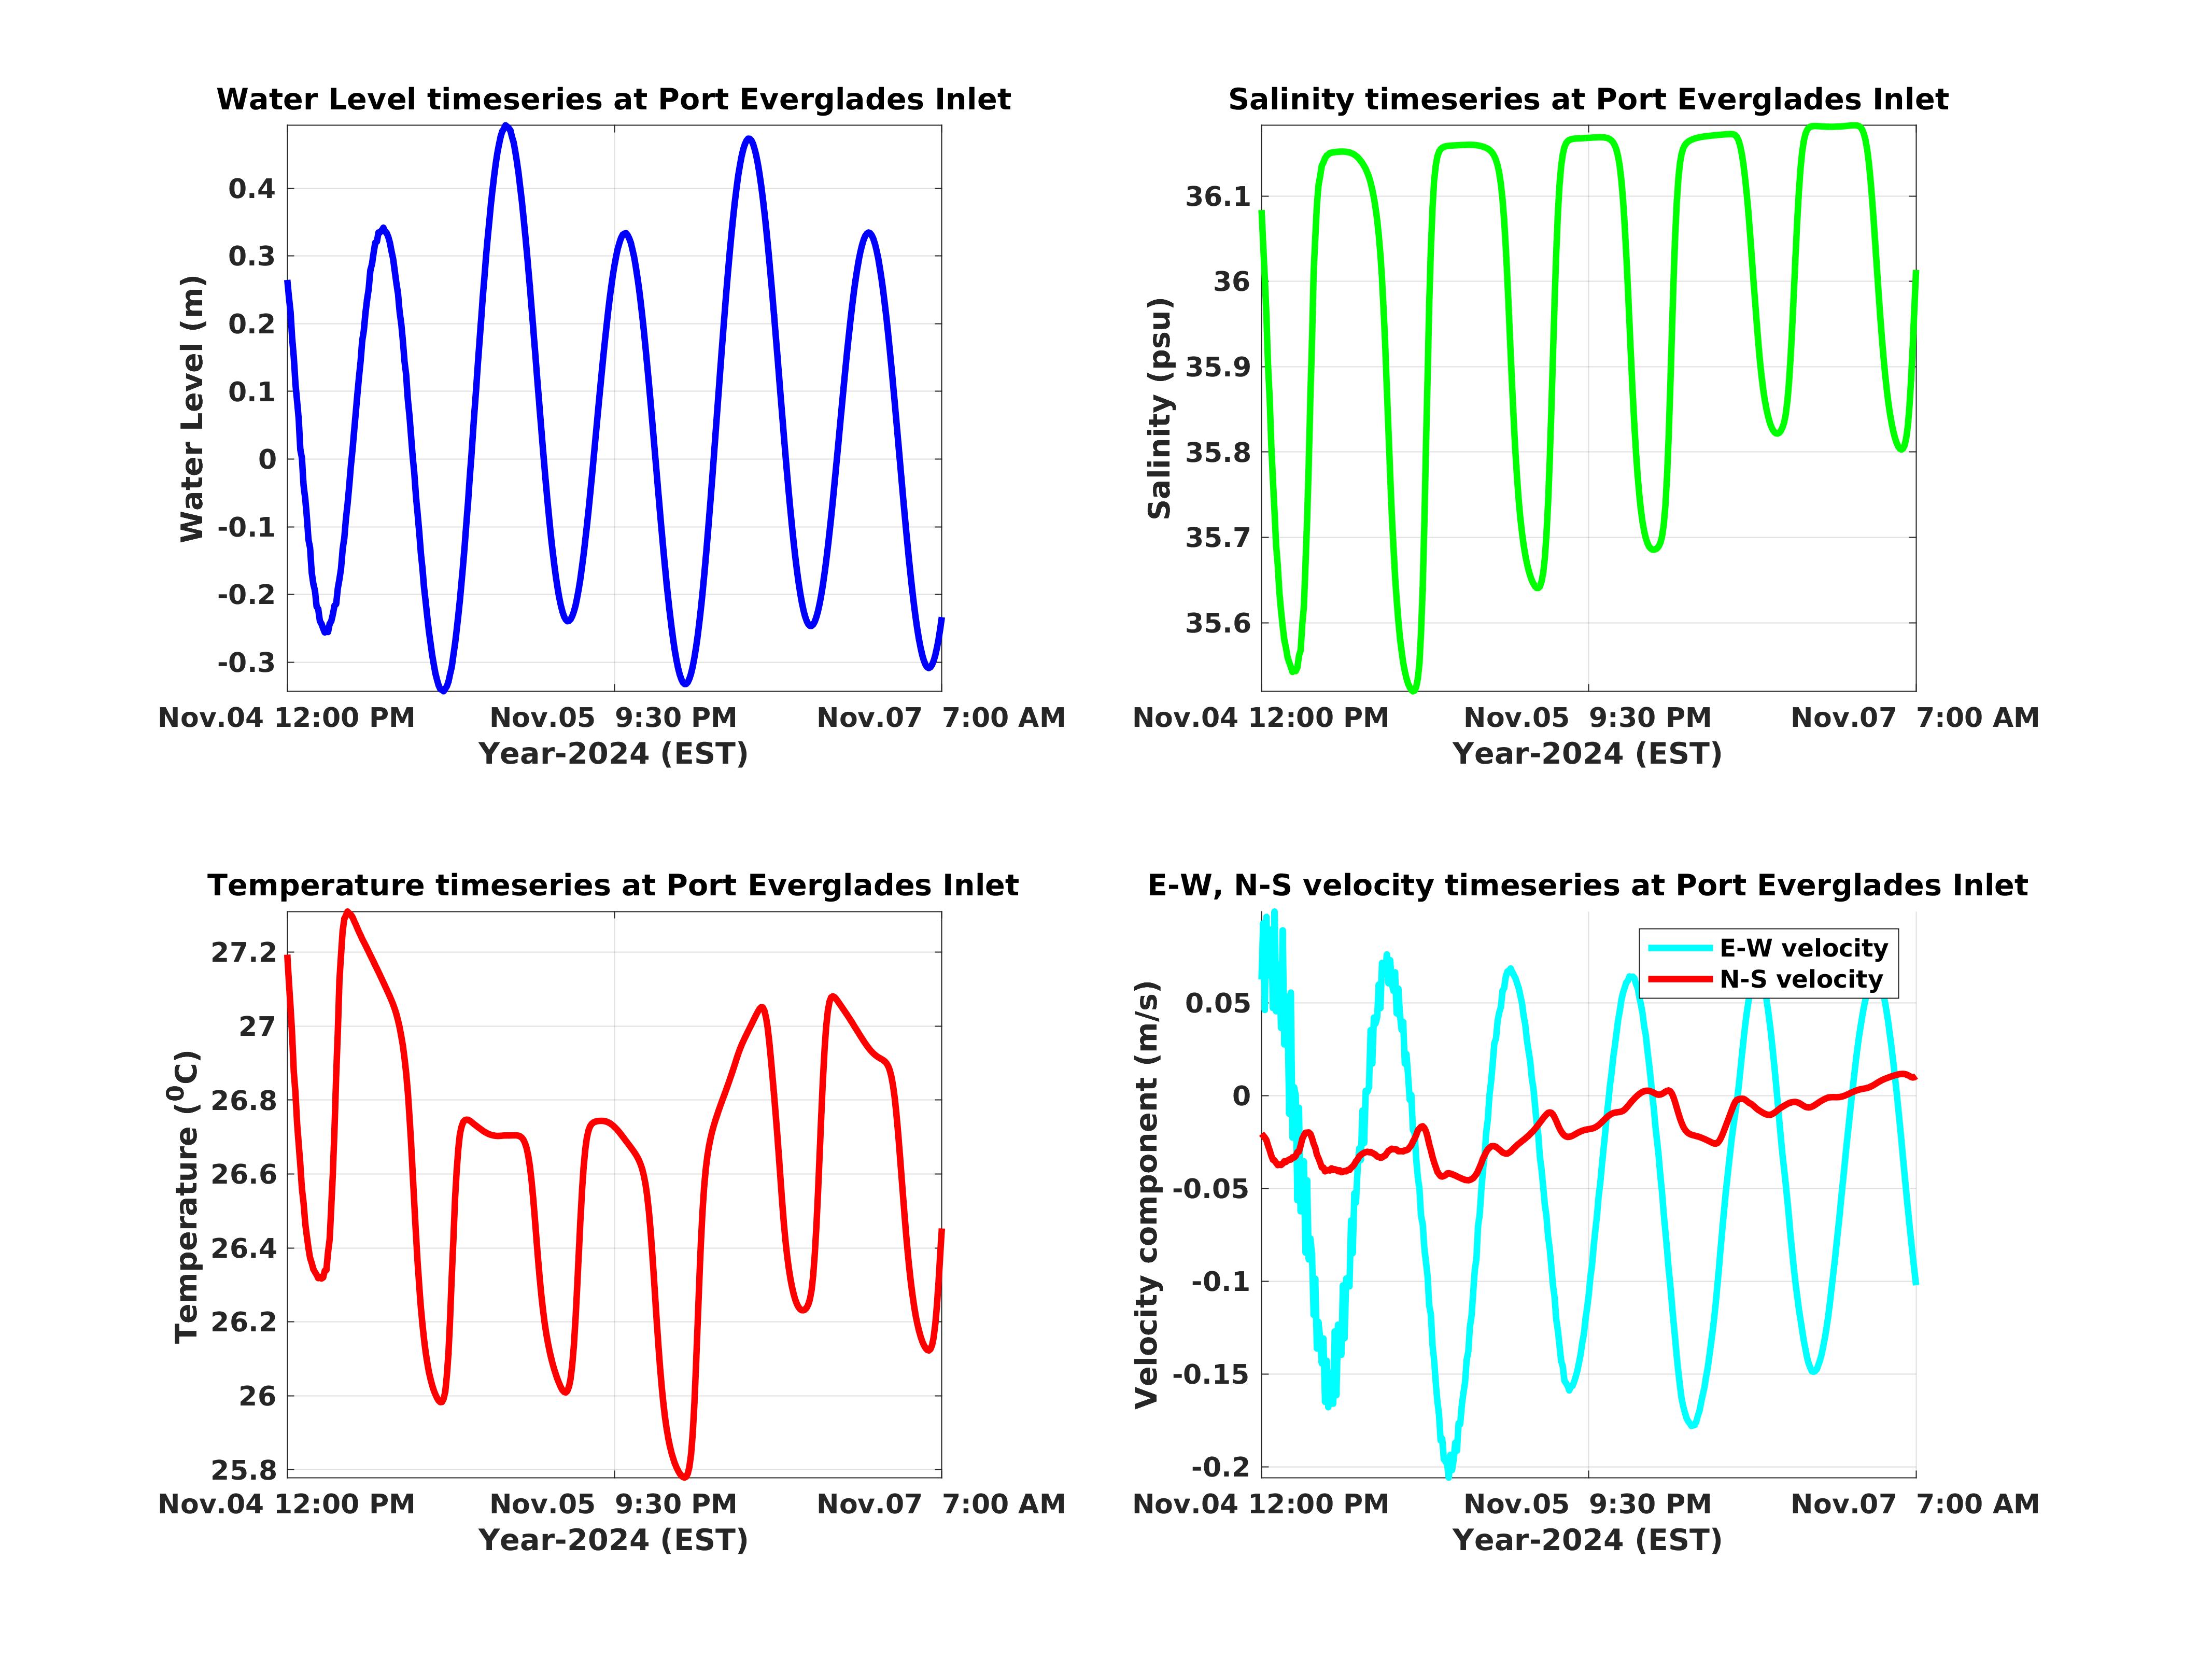 Water Level timeseries at Port Everglades Inlet
Water Level (m)
0.4
0.3
0.2
0.1
0
-0.1
-0.2
-0.3
Nov.04 12:00 PM Nov.05 9:30 PM Nov.07 7:00 AM
Year-2024 (EST)
Salinity timeseries at Port Everglades Inlet
Salinity (psu)
36.1
36
35.9
35.8
35.7
35.6
Nov.04 12:00 PM Nov.05 9:30 PM Nov.07 7:00 AM
Year-2024 (EST)
Temperature timeseries at Port Everglades Inlet
Temperature (⁰C)
27.2
27
26.8
26.6
26.4
26.2
26
25.8
Nov.04 12:00 PM Nov.05 9:30 PM Nov.07 7:00 AM
Year-2024 (EST)
E-W, N-S velocity timeseries at Port Everglades Inlet
E-W velocity
N-S velocity
Velocity component (m/s)
0.05
0
-0.05
-0.1
-0.15
-0.2
Nov.04 12:00 PM Nov.05 9:30 PM Nov.07 7:00 AM
Year-2024 (EST)